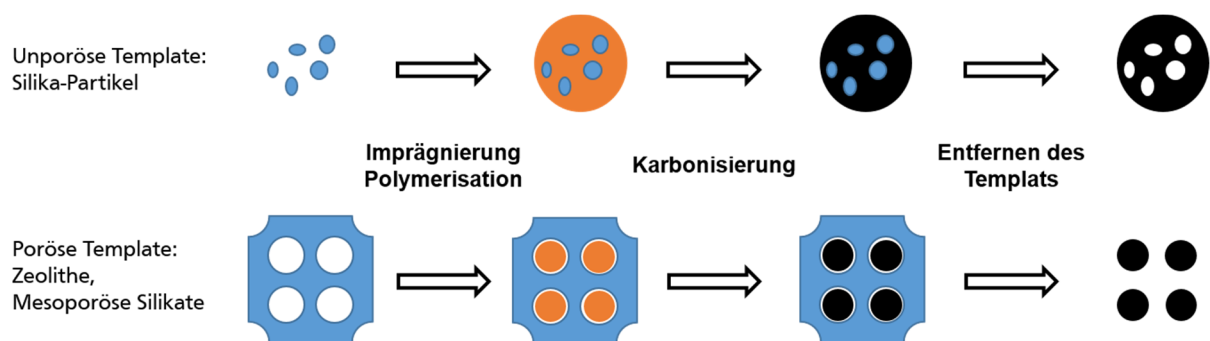 Unporöse Template:
Silika-Partikel
Imprägnierung
Polymerisation
Karbonisierung
Entfernen des
Templats
Poröse Template:
Zeolithe,
Mesoporöse Silikate